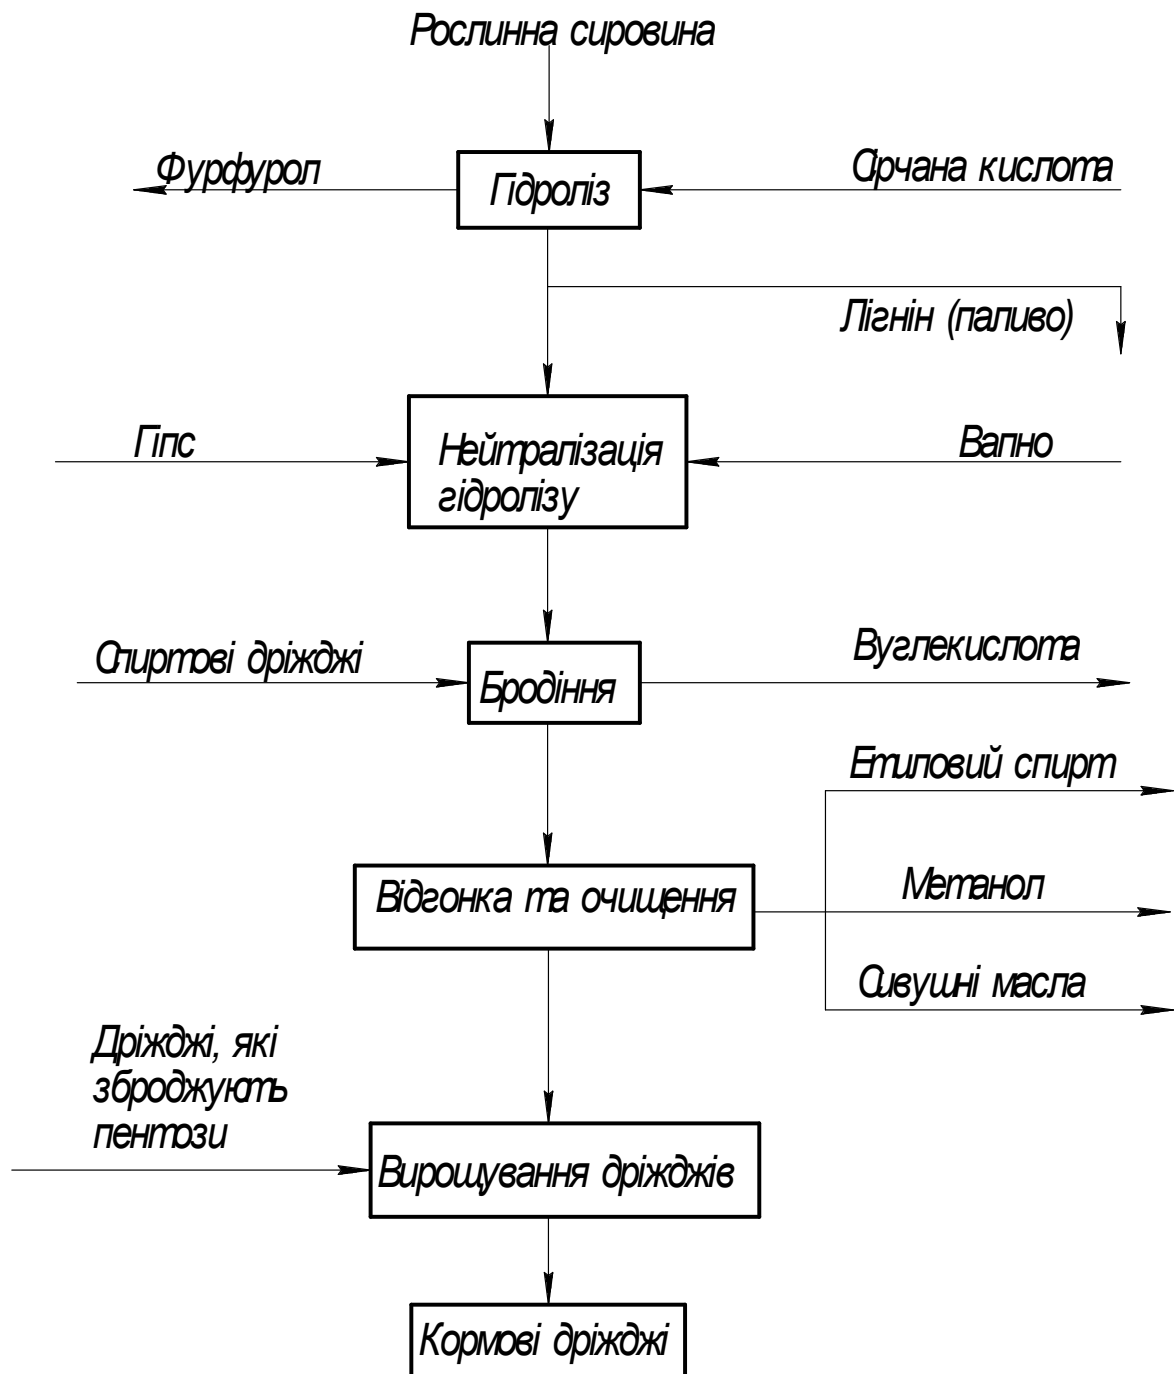 Рослинна сировина
Фурфурол
Гідроліз
Сірчана кислота
Лігнін (паливо)
Гіпс
Нейтралізація
гідролізу
Вапно
Спиртові дріжджі
Бродіння
Вуглекислота
Етиловий спирт
Відгонка та очищення
Метанол
Сивушні масла
Дріжджі, які
зброджують
пентози
Вирощування дріжджів
Кормові дріжджі